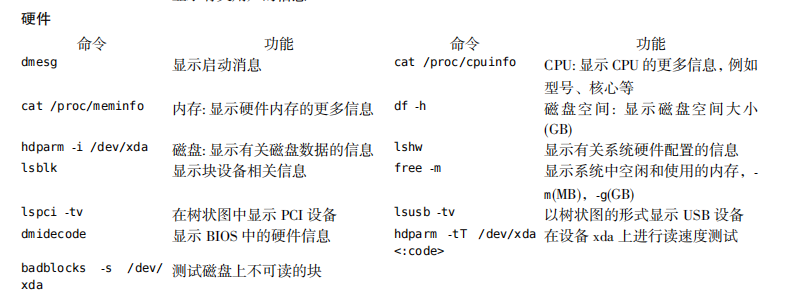 硬件
命令 功能 命令 功能
dmesg 显示启动消息 cat /proc/cpuinfo CPU: 显示 CPU 的更多信息，例如
型号、核心等
cat /proc/meminfo 内存: 显示硬件内存的更多信息 df -h 磁盘空间: 显示磁盘空间大小
(GB)
hdparm -i /dev/xda 磁盘: 显示有关磁盘数据的信息 lshw 显示有关系统硬件配置的信息
lsblk 显示块设备相关信息 free -m 显示系统中空闲和使用的内存，-
m(MB)，-g(GB)
lspci -tv 在树状图中显示 PCI 设备 lsusb -tv 以树状图的形式显示 USB 设备
dmidecode 显示 BIOS 中的硬件信息 hdparm -tT /dev/xda 在设备 xda 上进行读速度测试
<:code>
badblocks -s /dev/ 测试磁盘上不可读的块
xda